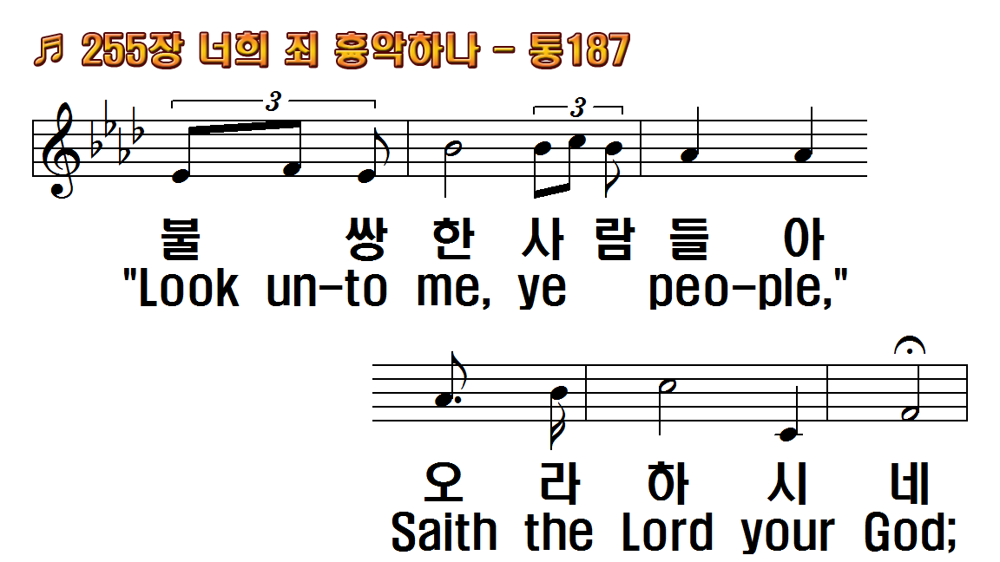 ♬ 255장 너희 죄 흉악하나 - 통187
3 3
불 쌍 한 사 람 들 아
"Look un-to me, ye peo-ple,"
오 라 하 시 네
Saith the Lord your God;